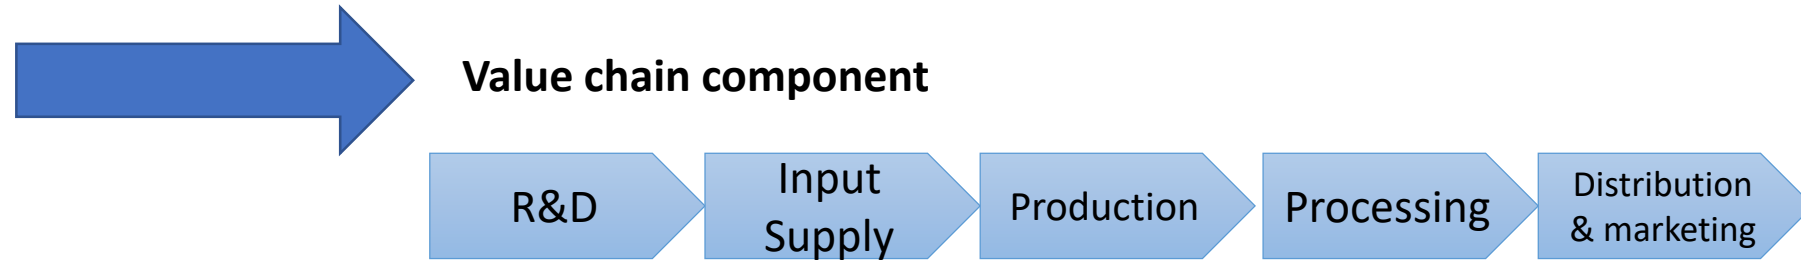 Value chain component
R&D
Input
Supply
Production
Processing
Distribution
& marketing